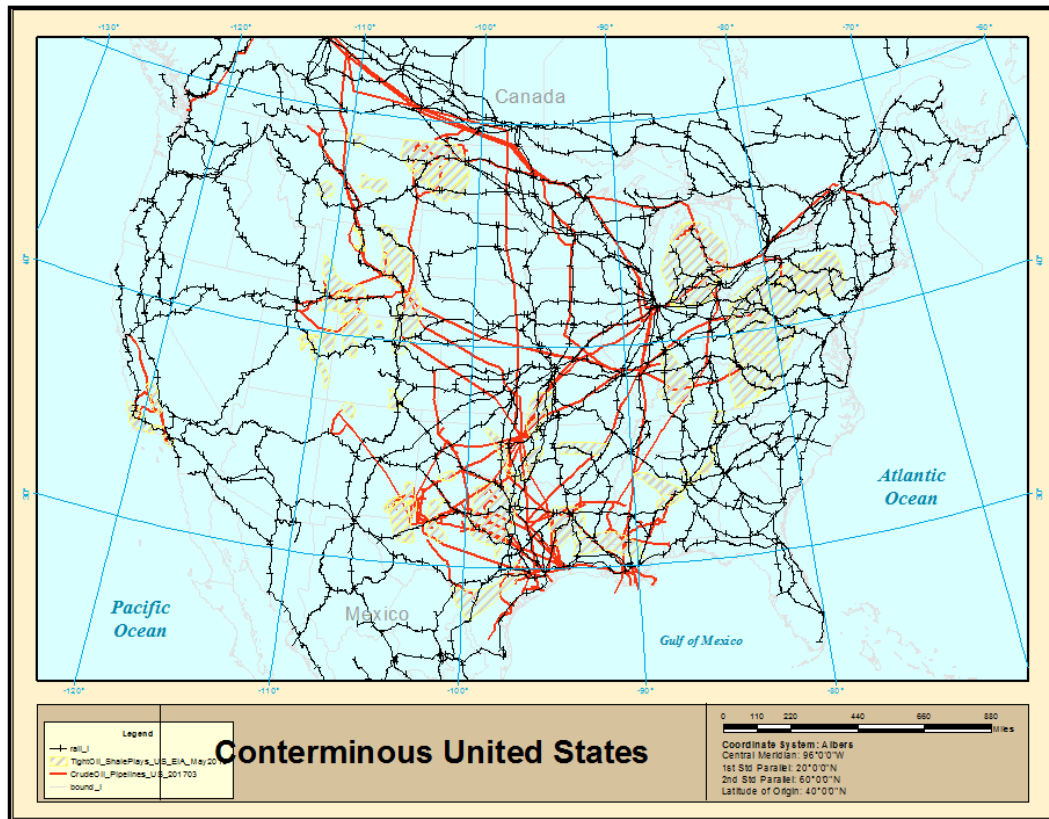 -130°
-120°
-110°
-100°
-90°
-80°
-70°
-60°
Canada
40°
40°
30°
30°
Atlantic
Ocean
Pacific
Ocean
Mexico
Gulf of Mexico
-120°
-110°
-100°
-90°
-80°
Legend
rail_l
TightOil_ShalePlays_US_EIA_May201
CrudeOil_Pipelines_US_201703
bound_l
Conterminous United States
0 110 220 440 660 880
Miles
Coordinate System: Albers
Central Meridian: 96°0'0"W
1st Std Parallel: 20°0'0"N
2nd Std Parallel: 60°0'0"N
Latitude of Origin: 40°0'0"N